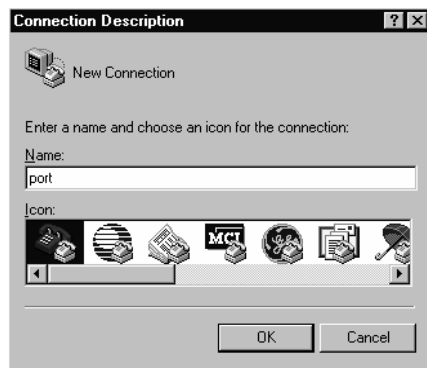 Connection Description
New Connection
Enter a name and choose an icon for the connection:
Name:
port
Icon:
MCI
OK Cancel